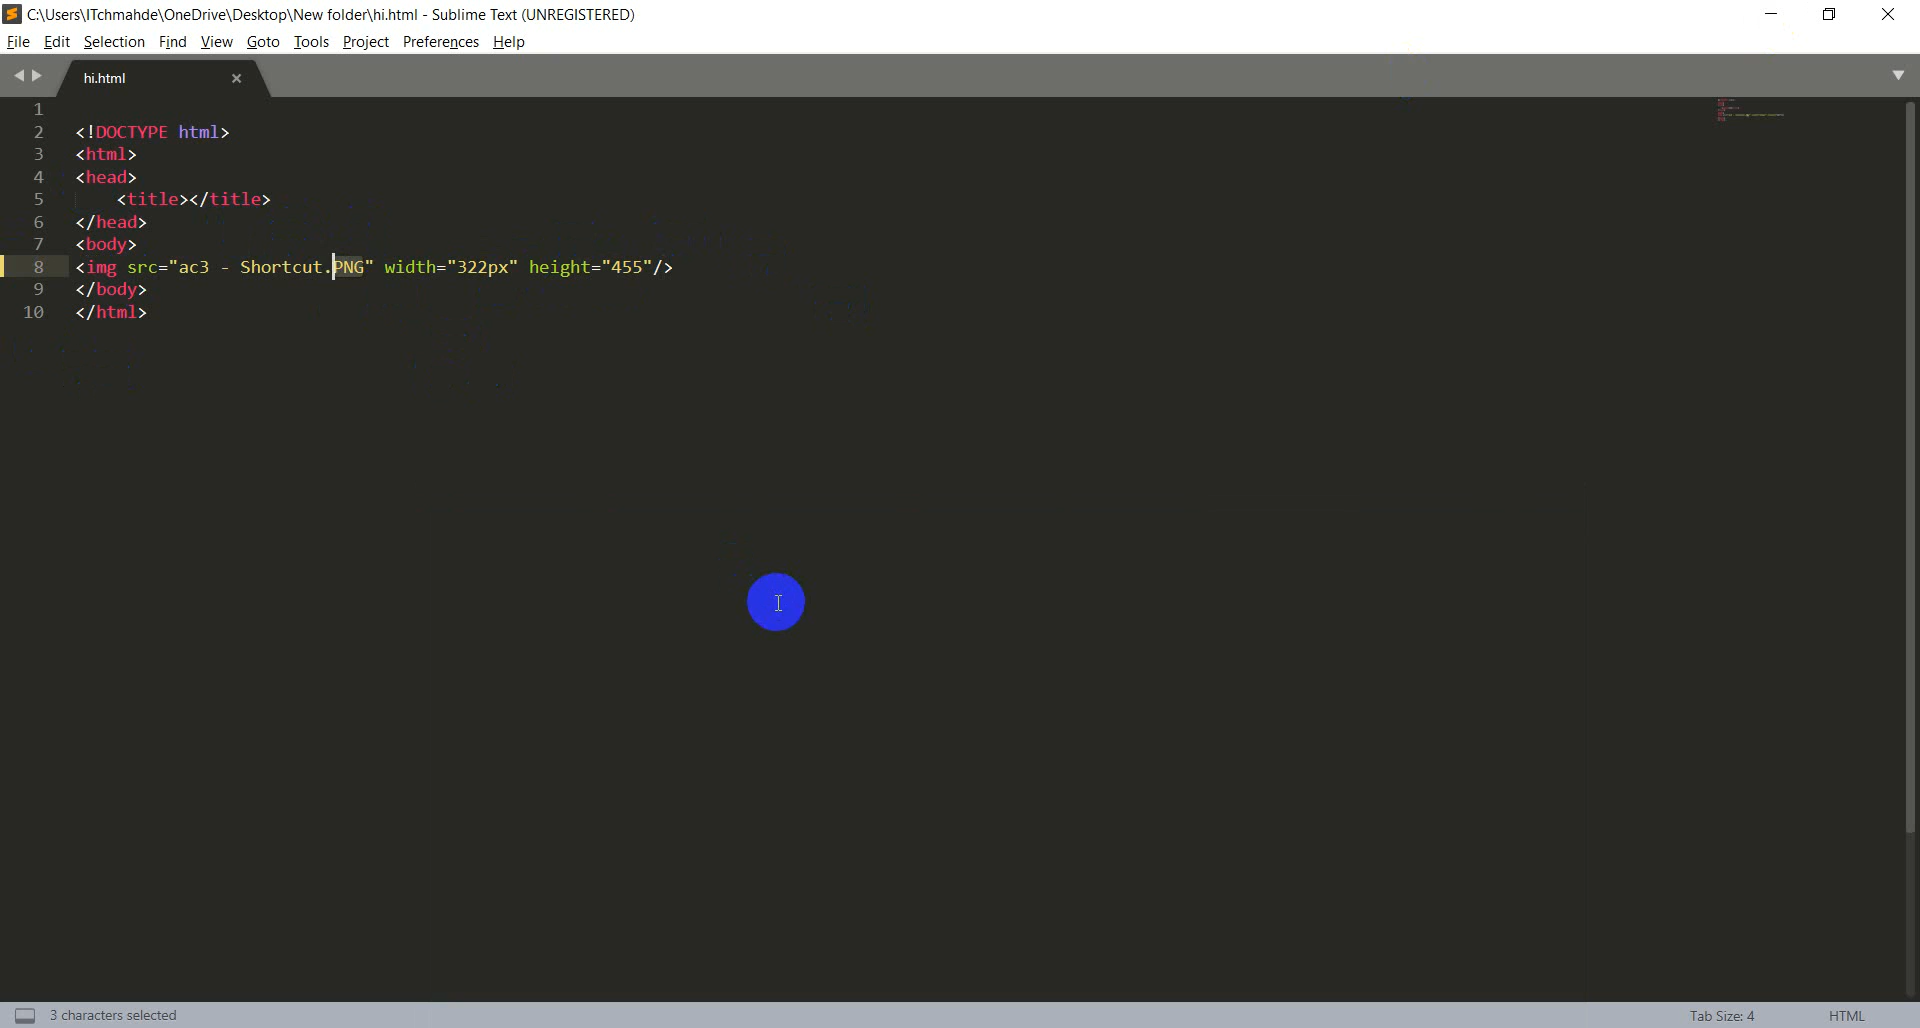 C:\Users\ITchmahde\OneDrive\Desktop\New folder\hi.html - Sublime Text (UNREGISTERED)
File Edit Selection Find View Goto Tools Project Preferences Help
hi.html
1
2 <!DOCTYPE html>
3 <html>
4 <head>
5 <title></title>
6 </head>
7 <body>
8 <img src="ac3 - Shortcut.PNG" width="322px" height="455"/>
9 </body>
10 </html>
3 characters selected Tab Size: 4 HTML